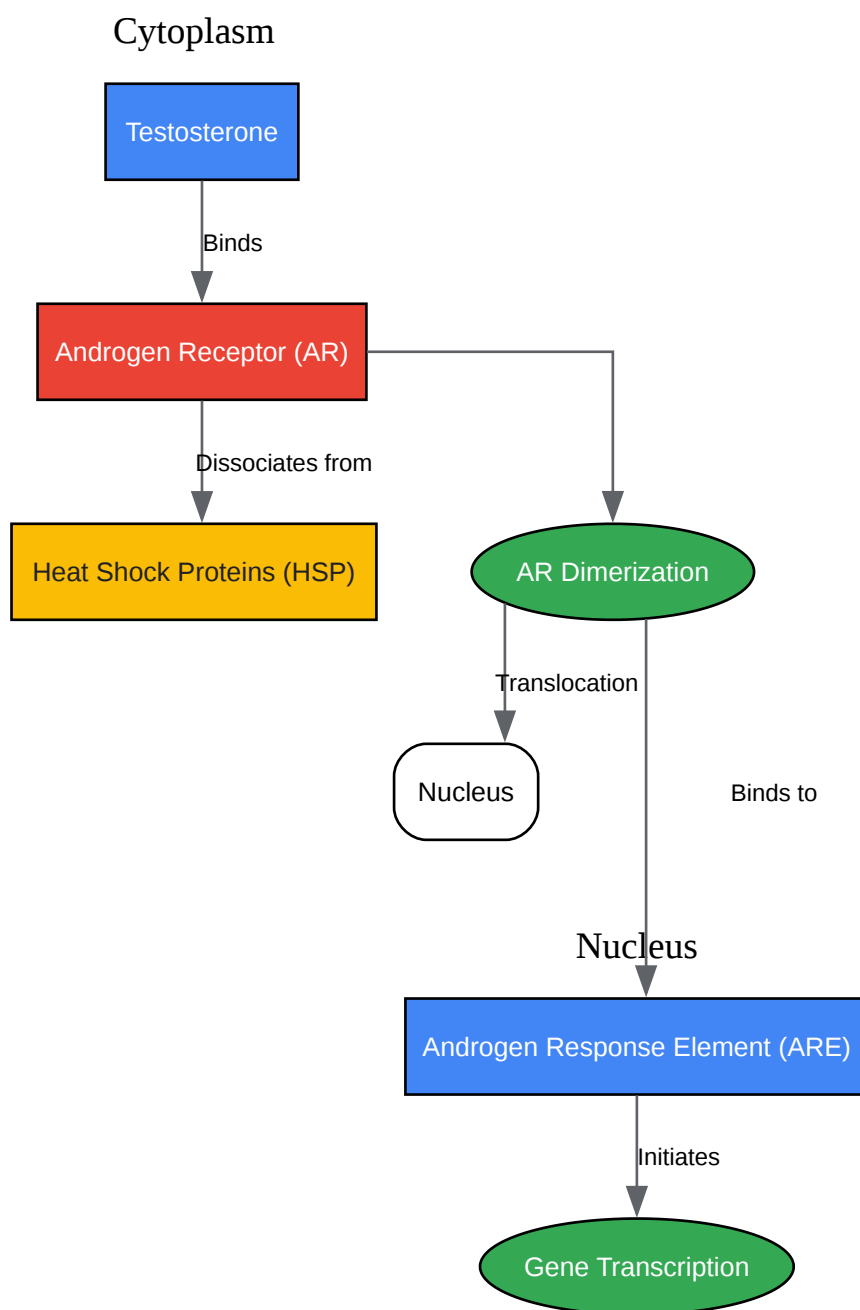 Cytoplasm
Testosterone
Binds
Androgen Receptor (AR)
Dissociates from
Heat Shock Proteins (HSP)
AR Dimerization
Translocation
Nucleus
Binds to
Nucleus
Androgen Response Element (ARE)
Initiates
Gene Transcription